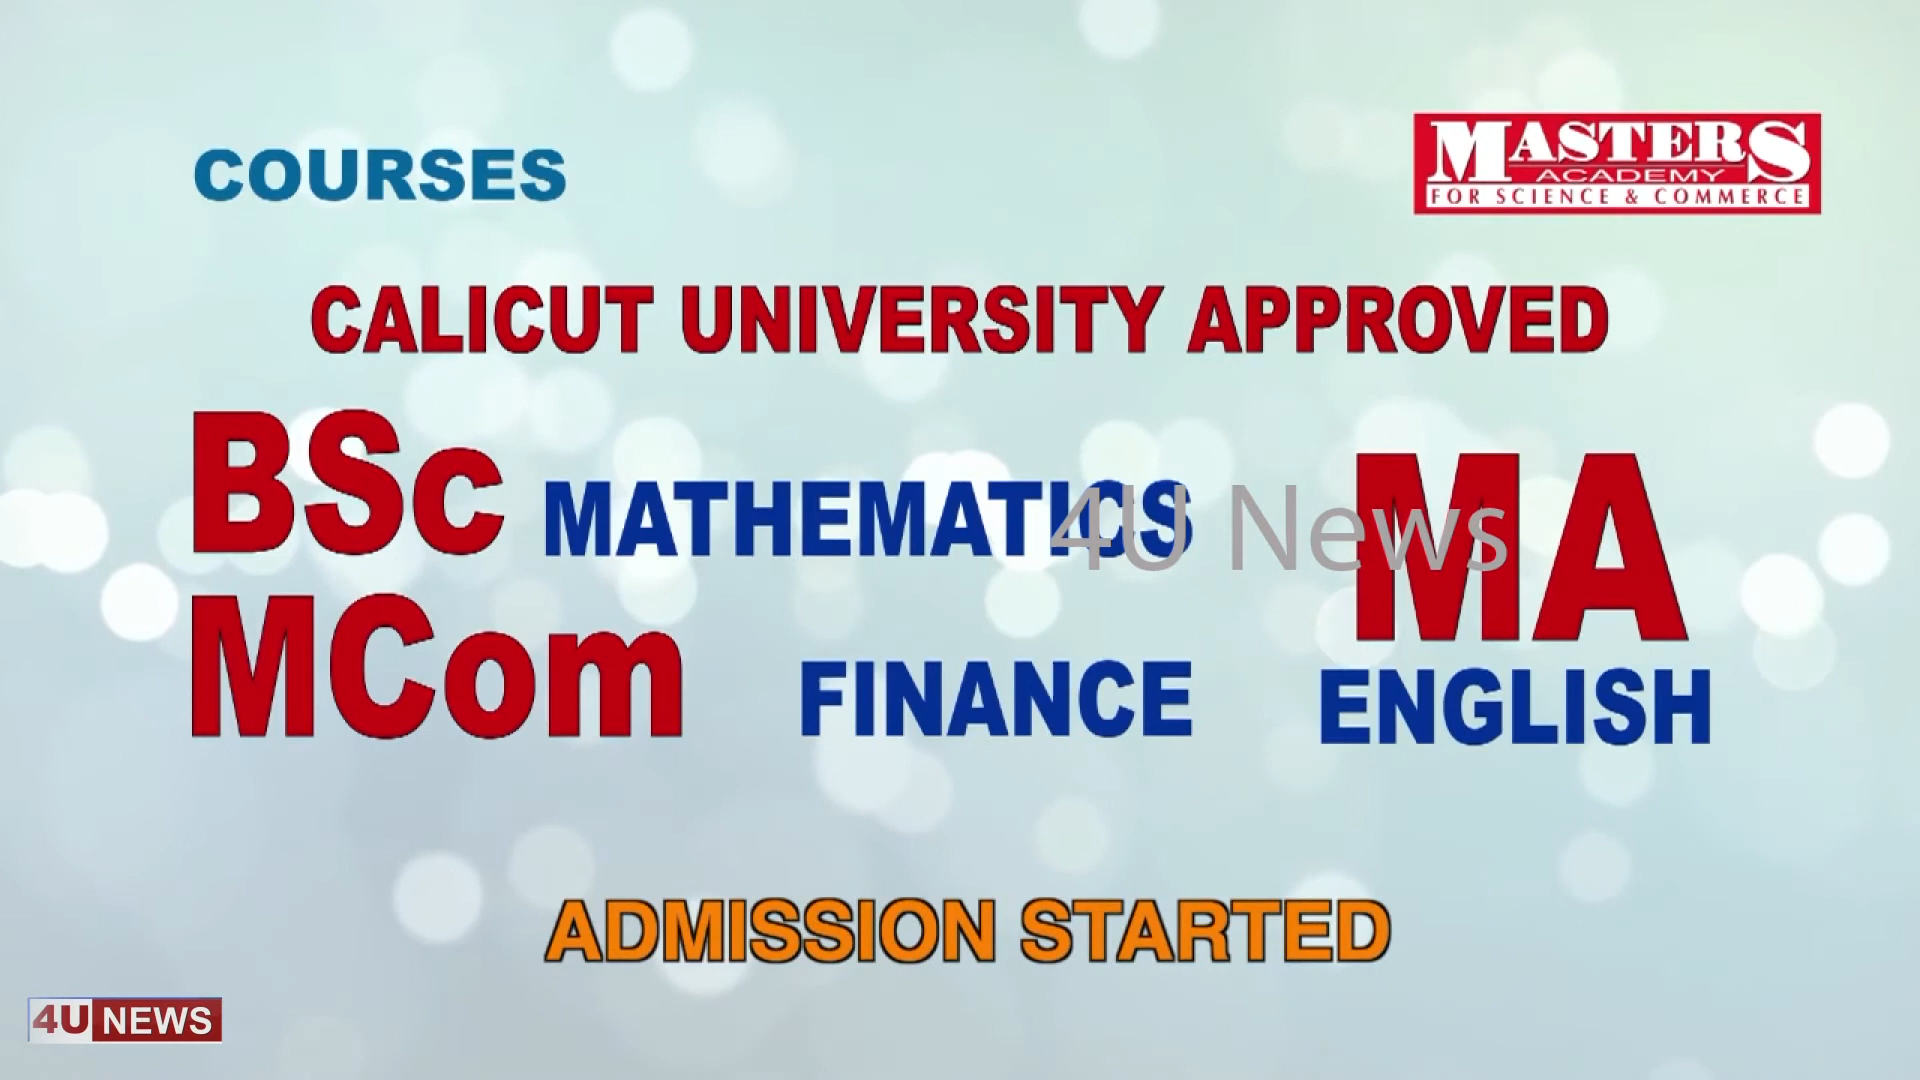 COURSES
MASTERS
ACADEMY
FOR SCIENCE & COMMERCE
CALICUT UNIVERSITY APPROVED
BSc MATHEMATICS
MCom FINANCE
MA
ENGLISH
4U News
ADMISSION STARTED
4U NEWS